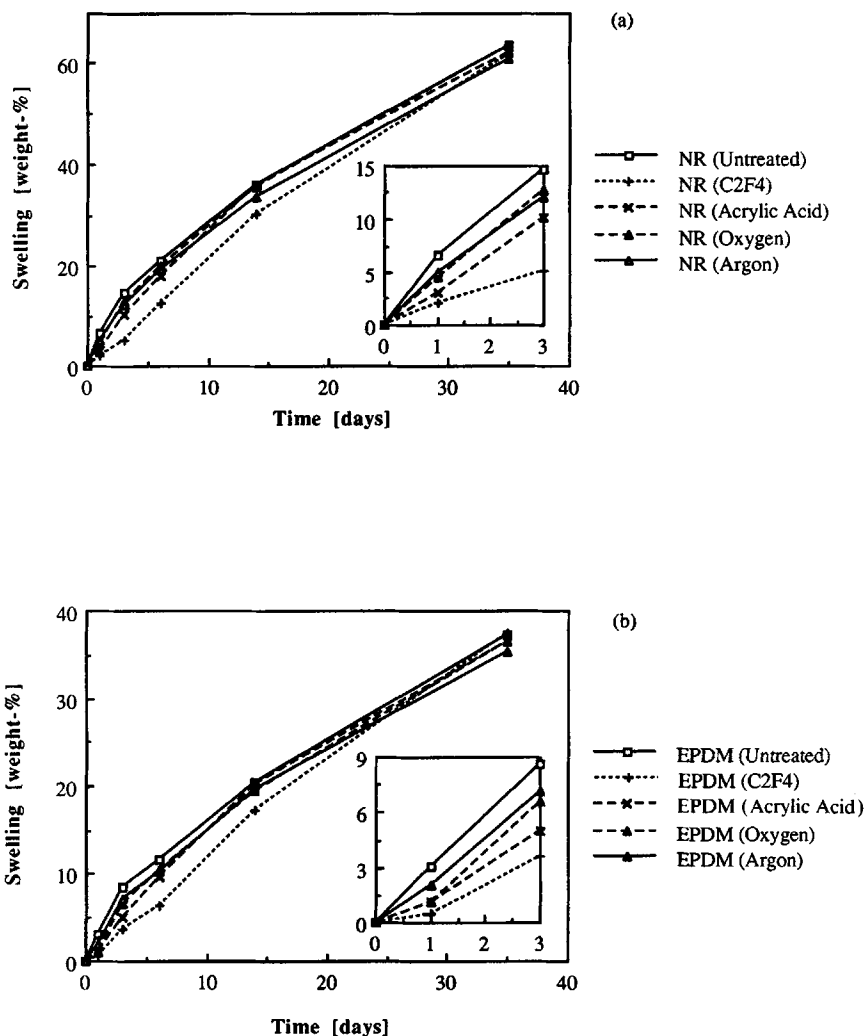 (a)
Swelling [weight-%]
60
40
20
0
0 10 20 30 40
Time [days]
15
10
5
0
0 1 2 3
NR (Untreated)
NR (C2F4)
NR (Acrylic Acid)
NR (Oxygen)
NR (Argon)
(b)
Swelling [weight-%]
40
30
20
10
0
0 10 20 30 40
Time [days]
9
6
3
0
0 1 2 3
EPDM (Untreated)
EPDM (C2F4)
EPDM (Acrylic Acid)
EPDM (Oxygen)
EPDM (Argon)